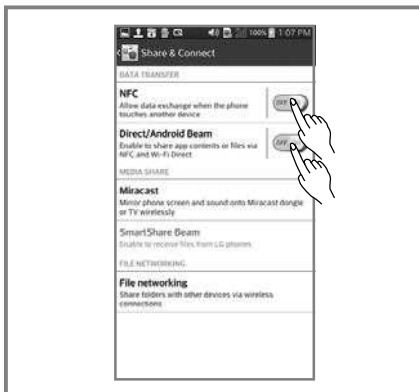 100% 1:07 PM
Share & Connect
DATA TRANSFER
NFC
Allow data exchange when the phone
touches another device
OFF
Direct/Android Beam
Enable to share app contents or files via
NFC and Wi-Fi Direct
OFF
MEDIA SHARE
Miracast
Mirror phone screen and sound onto Miracast dongle
or TV wirelessly
SmartShare Beam
Enable to receive files from LG phones
FILE NETWORKING
File networking
Share folders with other devices via wireless
connections